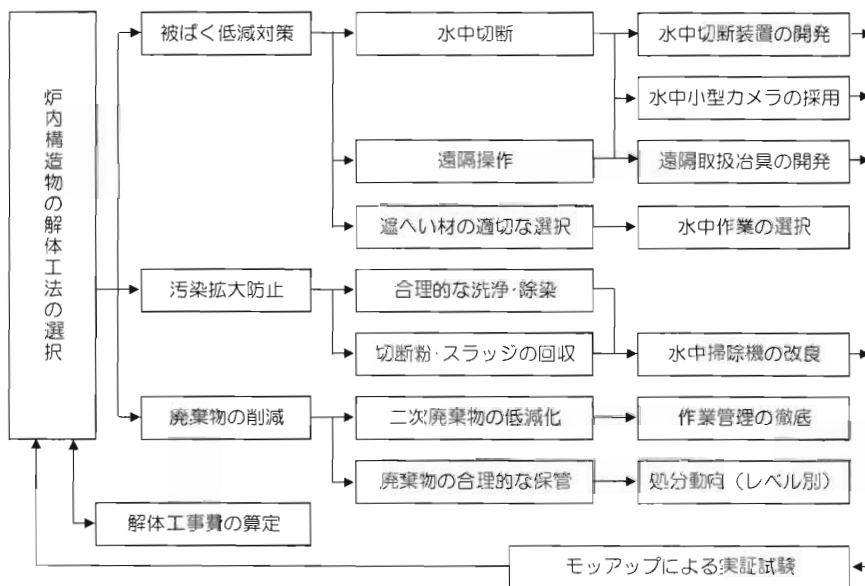 炉内構造物の解体工法の選択
被ばく低減対策
水中切断
水中切断装置の開発
水中小型カメラの採用
遠隔操作
遠隔取扱冶具の開発
遮へい材の適切な選択
水中作業の選択
汚染拡大防止
合理的な洗浄・除染
切断粉・スラッジの回収
水中掃除機の改良
廃棄物の削減
二次廃棄物の低減化
作業管理の徹底
廃棄物の合理的な保管
処分動向（レベル別）
解体工事費の算定
モッアップによる実証試験